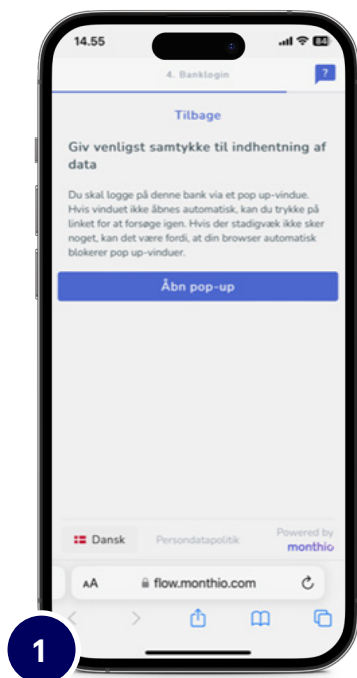 14.55
84
4. Banklogin
?
Tilbage
Giv venligst samtykke til indhentning af
data
Du skal logge på denne bank via et pop up-vindue.
Hvis vinduet ikke åbnes automatisk, kan du trykke på
linket for at forsøge igen. Hvis der stadigvæk ikke sker
noget, kan det være fordi, at din browser automatisk
blokerer pop up-vinduer.
Åbn pop-up
Dansk
Persondatapolitik
Powered by
monthio
AA
flow.monthio.com
1